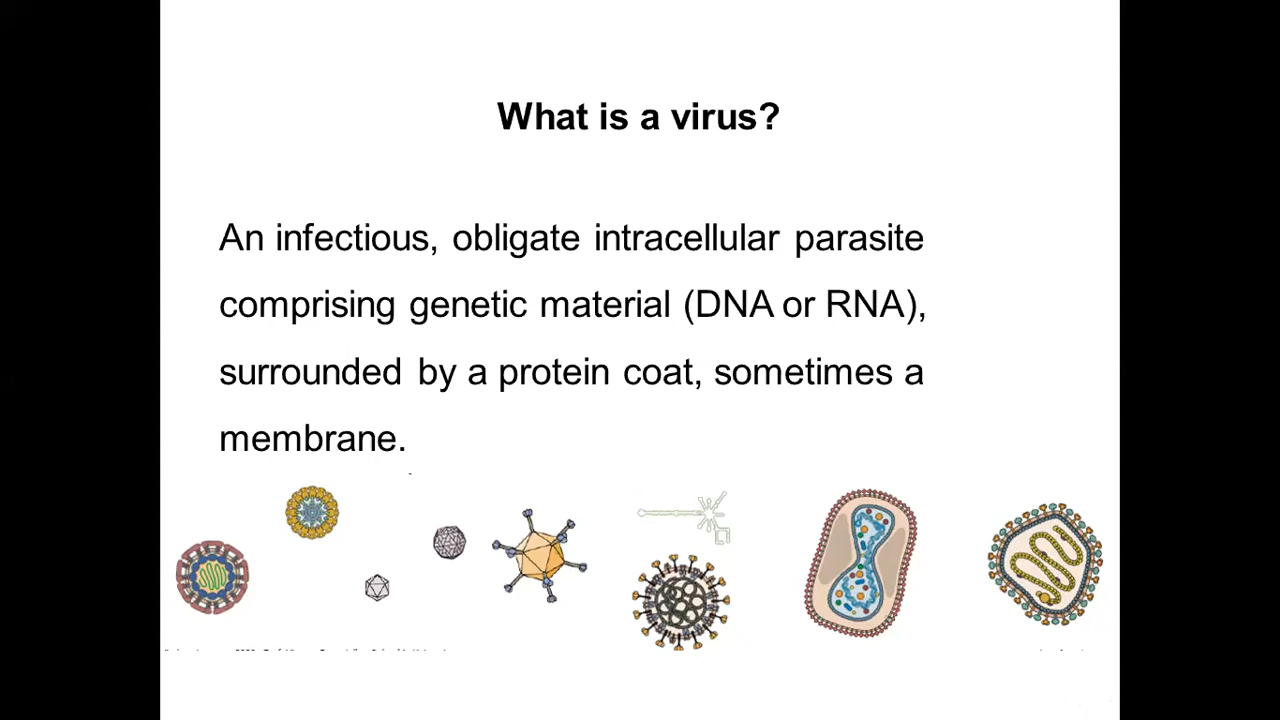 What is a virus?
An infectious, obligate intracellular parasite
comprising genetic material (DNA or RNA),
surrounded by a protein coat, sometimes a
membrane.